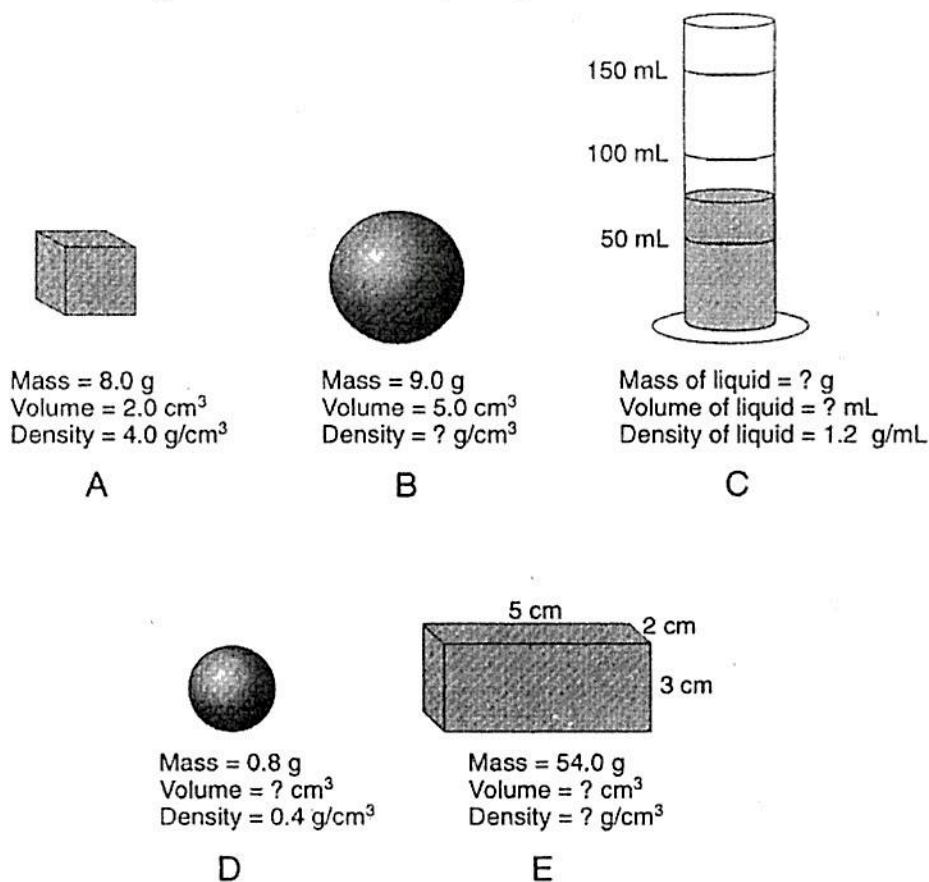 150 mL
100 mL
50 mL
Mass = 8.0 g
Volume = 2.0 cm³
Density = 4.0 g/cm³
A
Mass = 9.0 g
Volume = 5.0 cm³
Density = ? g/cm³
B
Mass of liquid = ? g
Volume of liquid = ? mL
Density of liquid = 1.2 g/mL
C
5 cm
2 cm
3 cm
Mass = 0.8 g
Volume = ? cm³
Density = 0.4 g/cm³
D
Mass = 54.0 g
Volume = ? cm³
Density = ? g/cm³
E